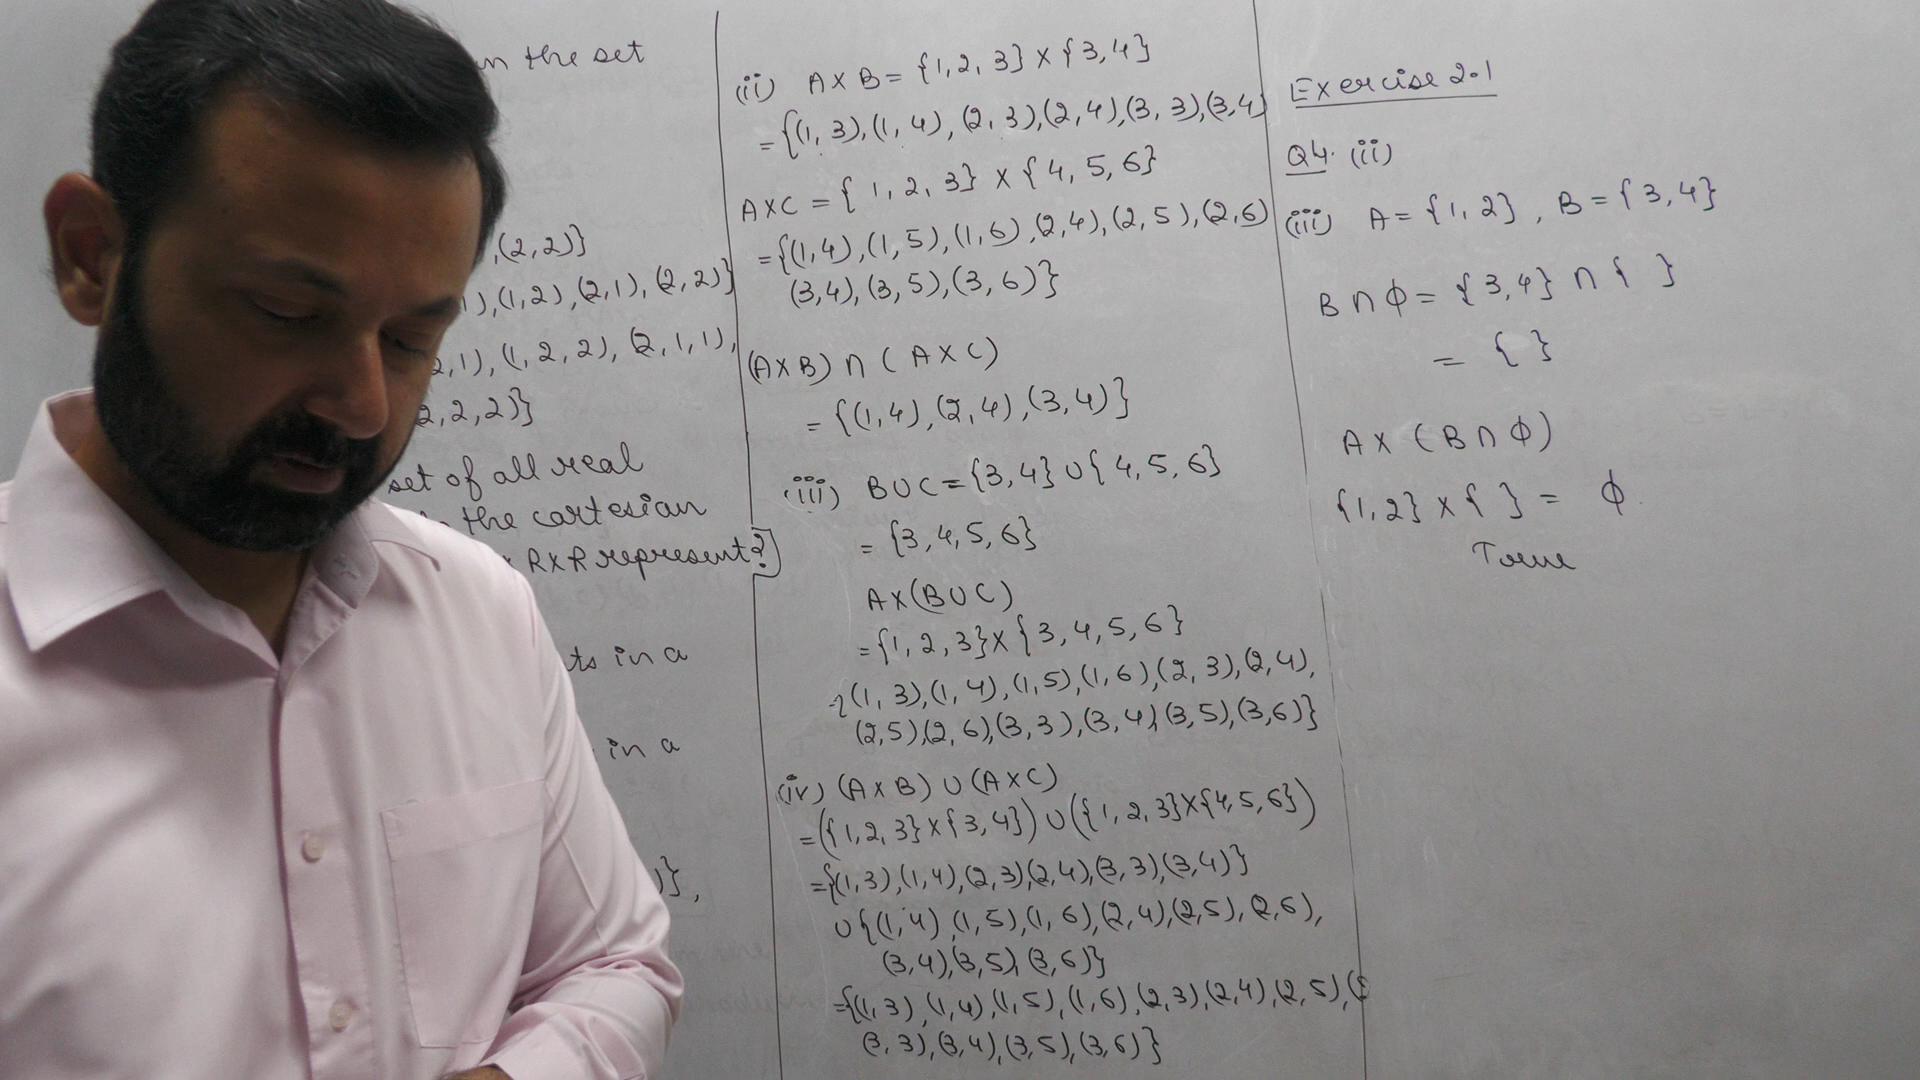 in the set
,(2,2)}
),(1,2),(2,1),(2,2)}
2,1),(1,2,2),(2,1,1),
2,2,2)}
set of all real
the cartesian
R×R represent?
ts in a
in a
)},
(ii) A×B= {1,2,3}×{3,4}
={(1,3),(1,4),(2,3),(2,4),(3,3),(3,4)
A×C = { 1,2,3} × {4,5,6}
={(1,4),(1,5),(1,6),(2,4),(2,5),(2,6)
(3,4),(3,5),(3,6)}
(A×B) ∩ (A×C)
= {(1,4),(2,4),(3,4)}
(iii) B∪C={3,4}∪{4,5,6}
= {3,4,5,6}
A×(B∪C)
={1,2,3}×{3,4,5,6}
={(1,3),(1,4),(1,5),(1,6),(2,3),(2,4),
(2,5),(2,6),(3,3),(3,4),(3,5),(3,6)}
(iv) (A×B) ∪ (A×C)
=({1,2,3}×{3,4})∪({1,2,3}×{4,5,6})
={(1,3),(1,4),(2,3),(2,4),(3,3),(3,4)}
∪{(1,4),(1,5),(1,6),(2,4),(2,5),(2,6),
(3,4),(3,5),(3,6)}
={(1,3),(1,4),(1,5),(1,6),(2,3),(2,4),(2,5),(
(3,3),(3,4),(3,5),(3,6)}
Exercise 2.1
Q4. (ii)
(iii) A= {1,2} , B={3,4}
B∩ϕ= {3,4} ∩ { }
= { }
A× (B∩ϕ)
{1,2}×{ } = ϕ.
True